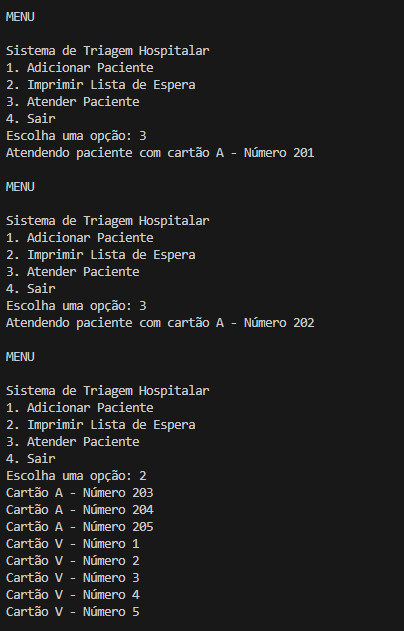 MENU
Sistema de Triagem Hospitalar
1. Adicionar Paciente
2. Imprimir Lista de Espera
3. Atender Paciente
4. Sair
Escolha uma opção: 3
Atendendo paciente com cartão A - Número 201
MENU
Sistema de Triagem Hospitalar
1. Adicionar Paciente
2. Imprimir Lista de Espera
3. Atender Paciente
4. Sair
Escolha uma opção: 3
Atendendo paciente com cartão A - Número 202
MENU
Sistema de Triagem Hospitalar
1. Adicionar Paciente
2. Imprimir Lista de Espera
3. Atender Paciente
4. Sair
Escolha uma opção: 2
Cartão A - Número 203
Cartão A - Número 204
Cartão A - Número 205
Cartão V - Número 1
Cartão V - Número 2
Cartão V - Número 3
Cartão V - Número 4
Cartão V - Número 5